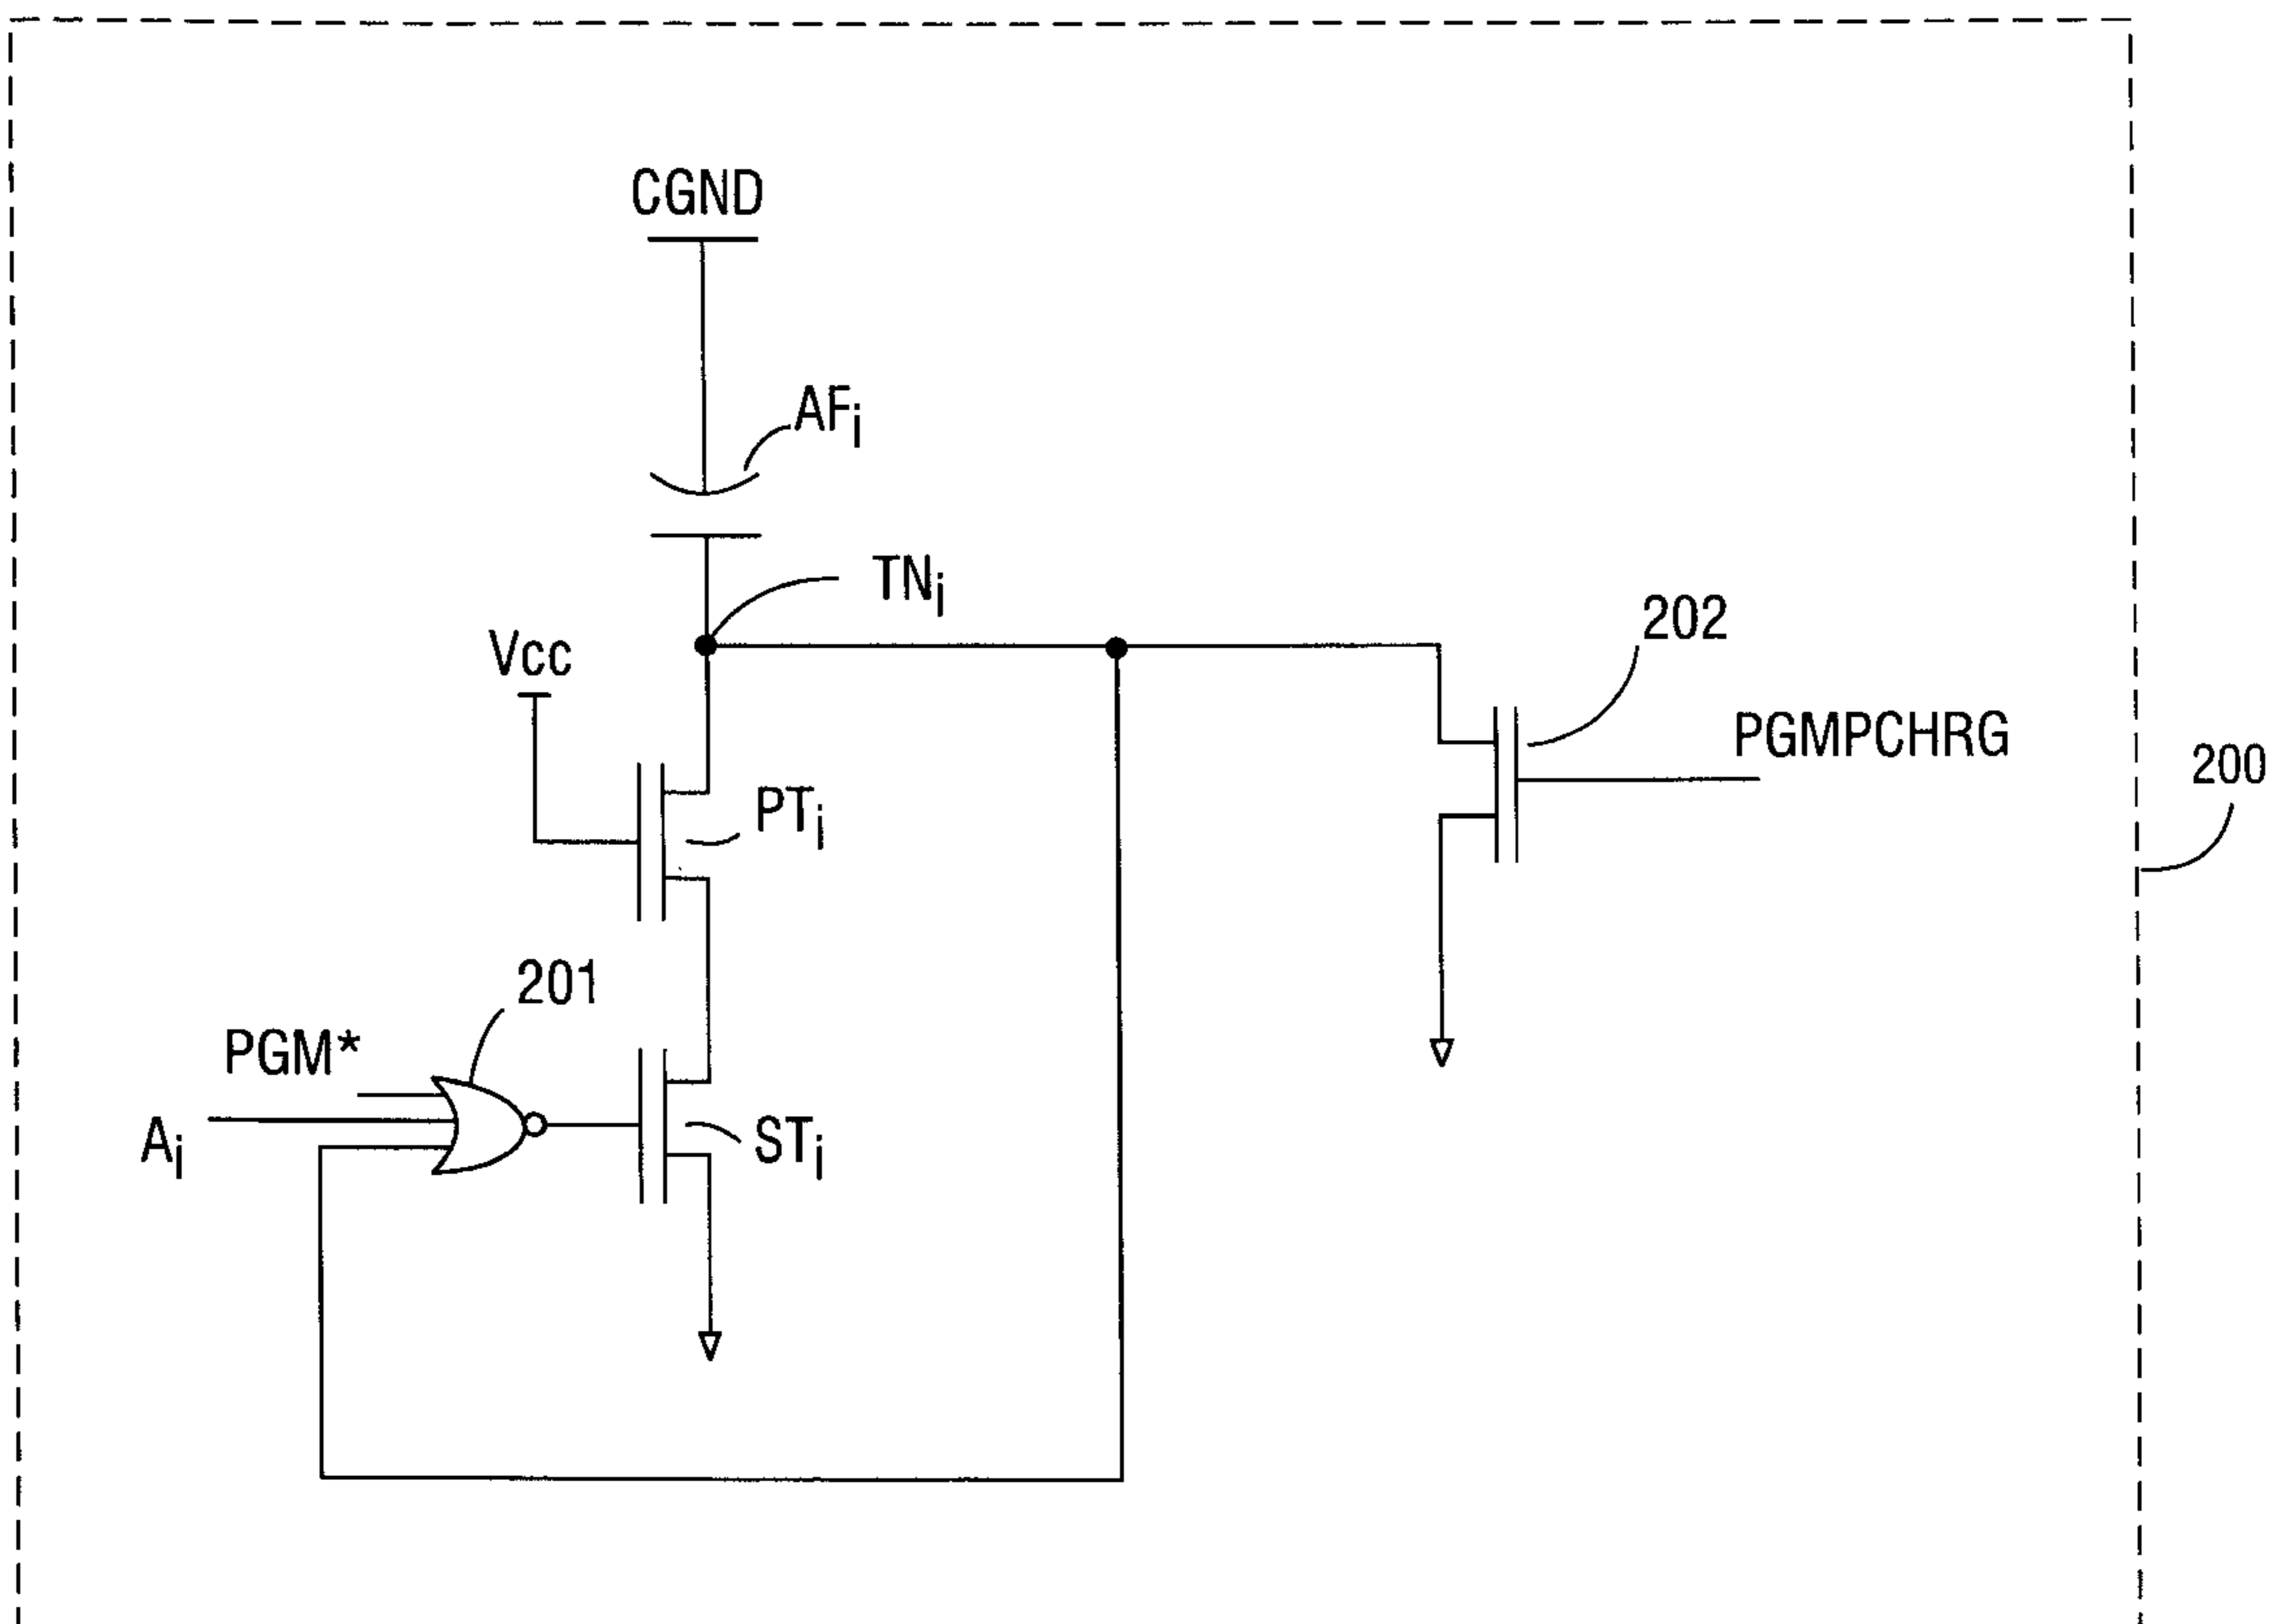 CGND
AFi
TNi
Vcc
202
PGMPCHRG
200
PTi
201
PGM*
Ai
STi